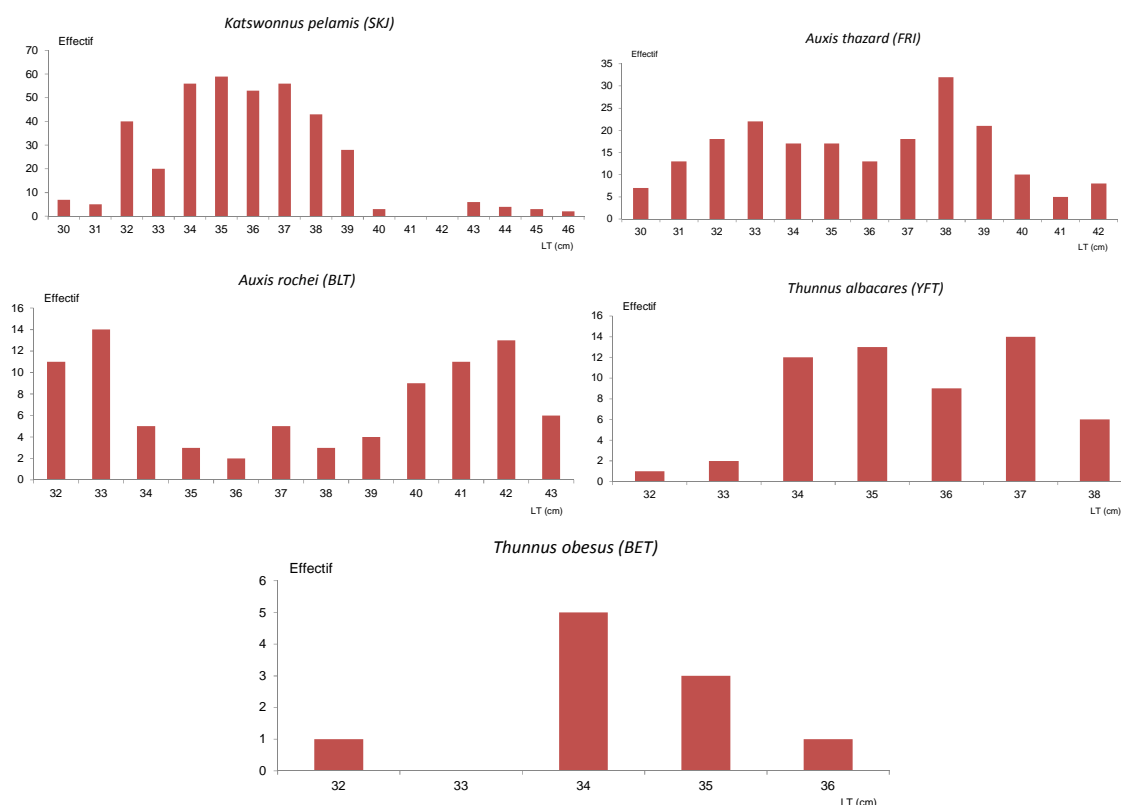 Katswonnus pelamis (SKJ)
Effectif
70
60
50
40
30
20
10
0
30 31 32 33 34 35 36 37 38 39 40 41 42 43 44 45 46
LT (cm)
Auxis thazard (FRI)
Effectif
35
30
25
20
15
10
5
0
30 31 32 33 34 35 36 37 38 39 40 41 42
LT (cm)
Auxis rochei (BLT)
Effectif
16
14
12
10
8
6
4
2
0
32 33 34 35 36 37 38 39 40 41 42 43
LT (cm)
Thunnus albacares (YFT)
Effectif
16
14
12
10
8
6
4
2
0
32 33 34 35 36 37 38
LT (cm)
Thunnus obesus (BET)
Effectif
6
5
4
3
2
1
0
32 33 34 35 36
LT (cm)